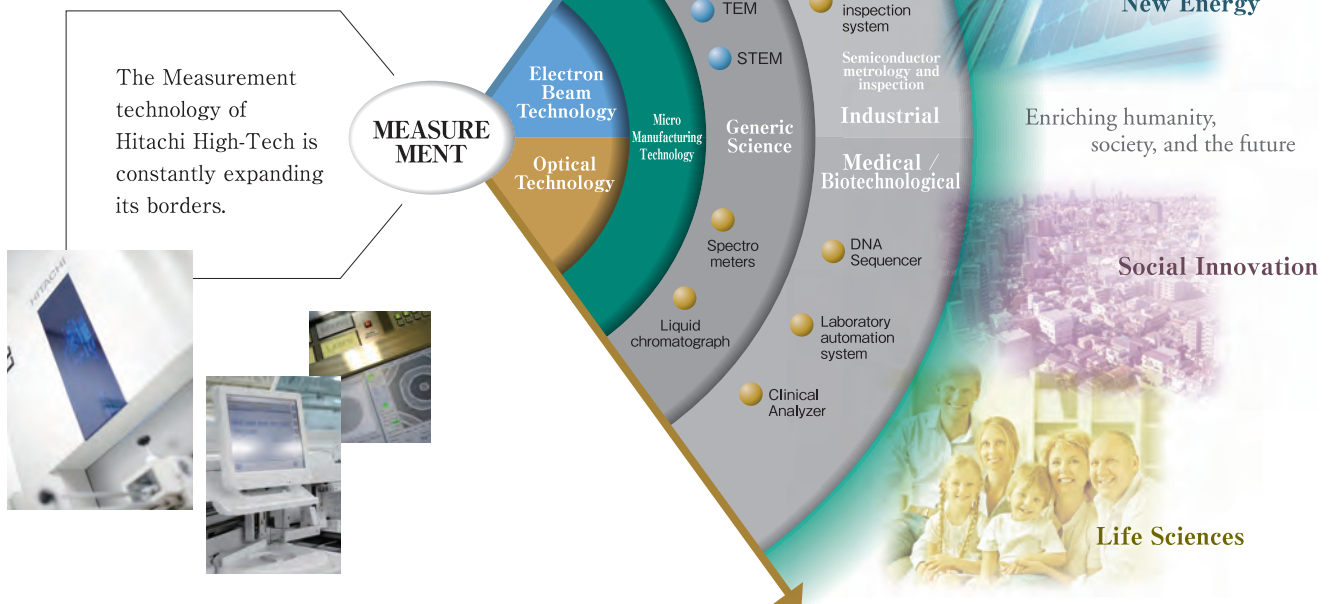 The Measurement
technology of
Hitachi High-Tech is
constantly expanding
its borders.
MEASURE
MENT
Electron
Beam
Technology
Optical
Technology
Micro
Manufacturing
Technology
TEM
STEM
Generic
Science
Spectro
meters
Liquid
chromatograph
inspection
system
Semiconductor
metrology and
inspection
Industrial
Medical /
Biotechnological
DNA
Sequencer
Laboratory
automation
system
Clinical
Analyzer
New Energy
Enriching humanity,
society, and the future
Social Innovation
Life Sciences
HITACHI